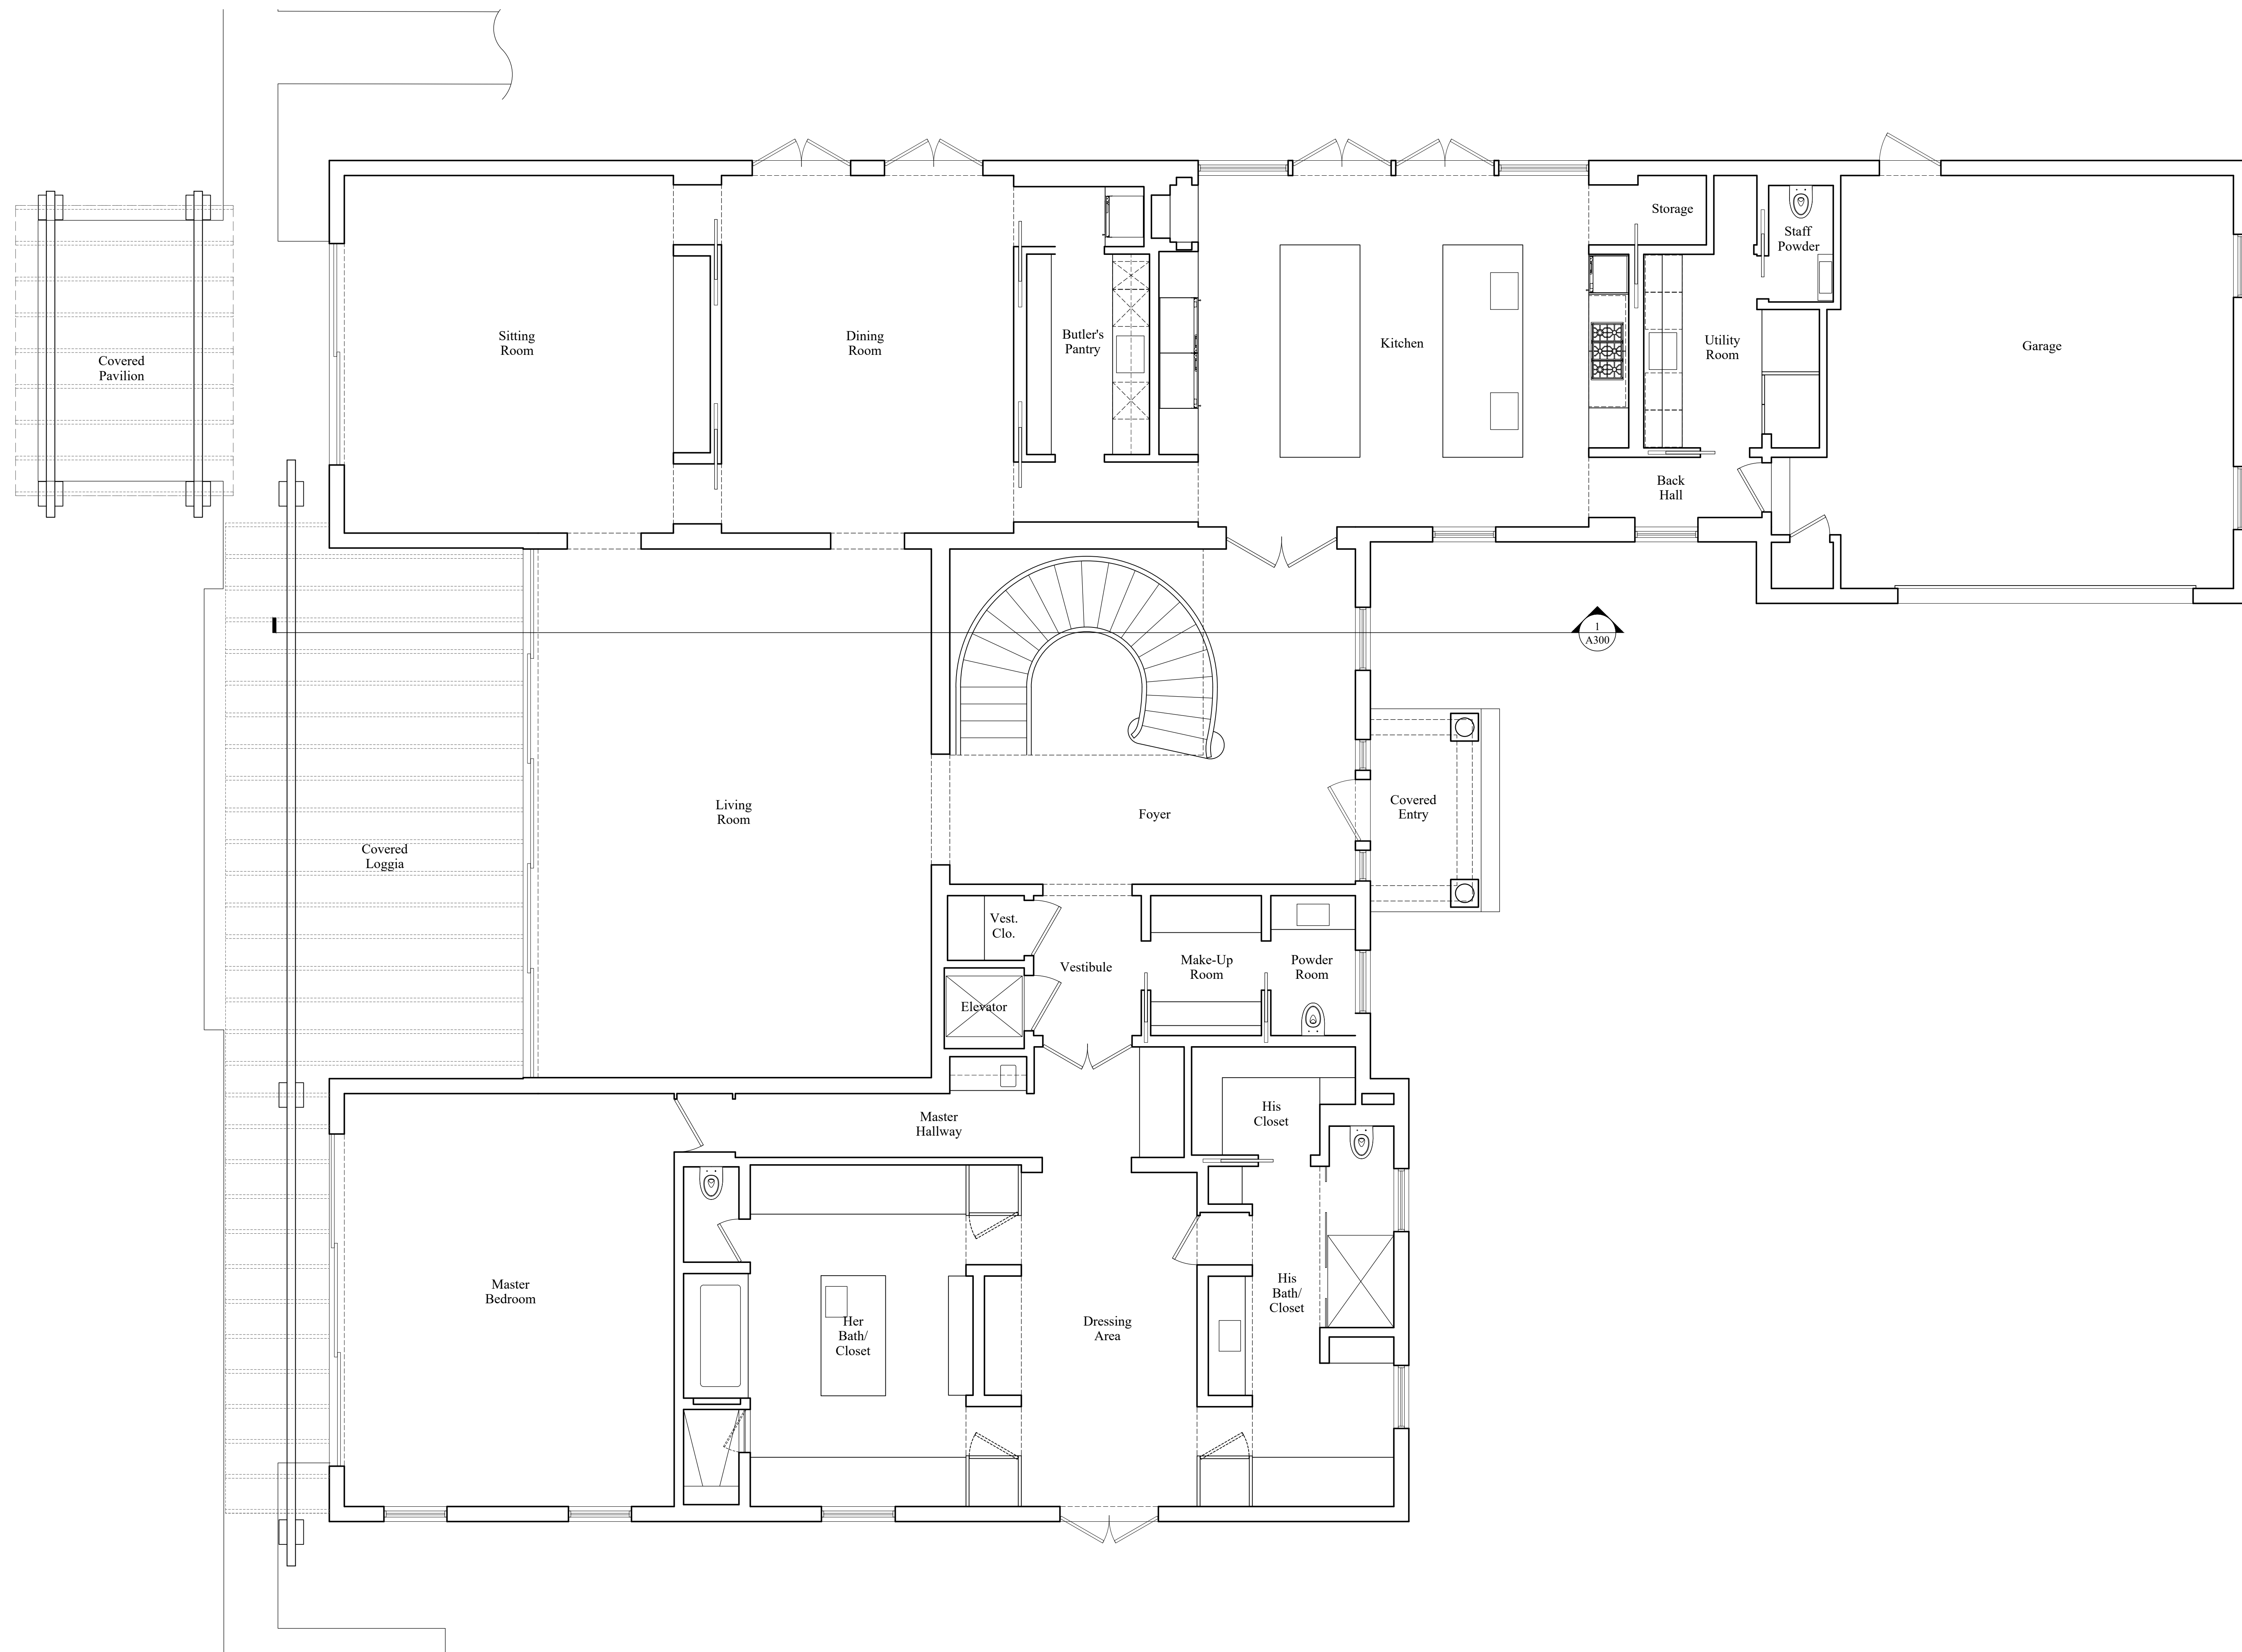 Storage
Staff
Powder
Sitting
Room
Dining
Room
Butler's
Pantry
Kitchen
Utility
Room
Garage
Covered
Pavilion
Back
Hall
1
A300
Living
Room
Foyer
Covered
Entry
Covered
Loggia
Vest.
Clo.
Vestibule
Make-Up
Room
Powder
Room
Elevator
Master
Hallway
His
Closet
Master
Bedroom
Her
Bath/
Closet
Dressing
Area
His
Bath/
Closet